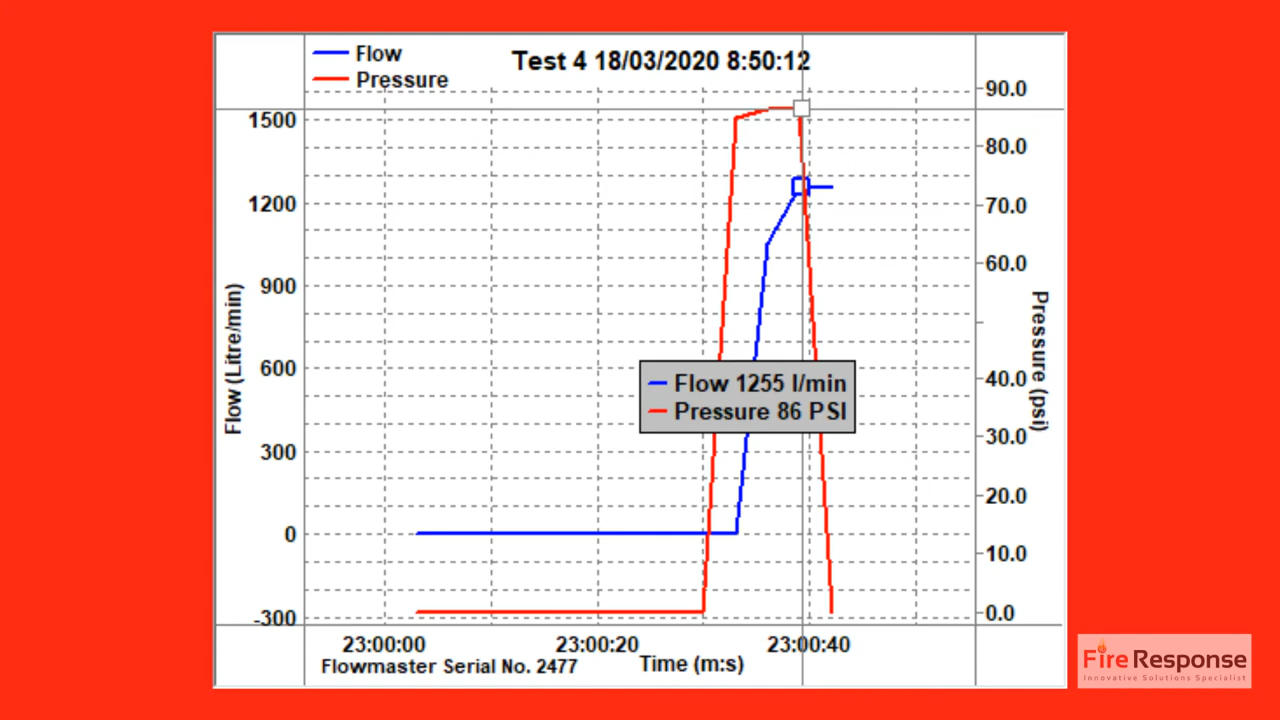 Flow
Pressure
Test 4 18/03/2020 8:50:12
1500
1200
900
600
300
0
-300
Flow (Litre/min)
90.0
80.0
70.0
60.0
40.0
30.0
20.0
10.0
0.0
Pressure (psi)
Flow 1255 l/min
Pressure 86 PSI
23:00:00 23:00:20 23:00:40
Flowmaster Serial No. 2477 Time (m:s)
Fire Response
Innovative Solutions Specialist